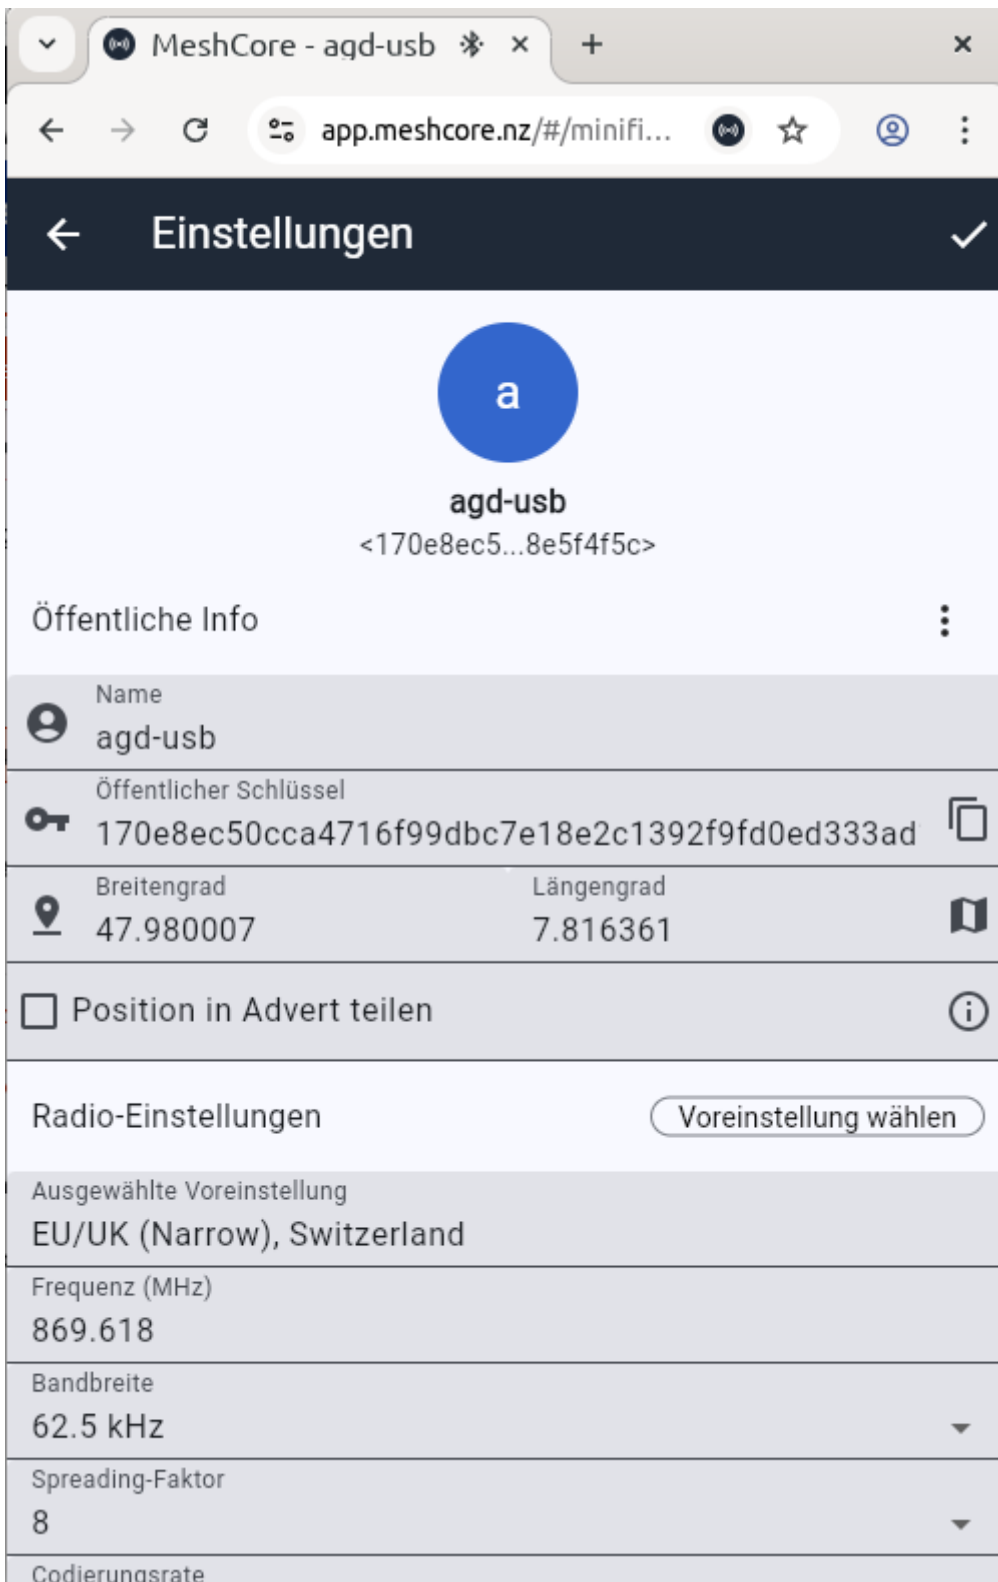 MeshCore - agd-usb
app.meshcore.nz/#/minifi...
Einstellungen
a
agd-usb
<170e8ec5...8e5f4f5c>
Öffentliche Info
Name
agd-usb
Öffentlicher Schlüssel
170e8ec50cca4716f99dbc7e18e2c1392f9fd0ed333ad
Breitengrad Längengrad
47.980007 7.816361
Position in Advert teilen
Radio-Einstellungen Voreinstellung wählen
Ausgewählte Voreinstellung
EU/UK (Narrow), Switzerland
Frequenz (MHz)
869.618
Bandbreite
62.5 kHz
Spreading-Faktor
8
Codierungsrate